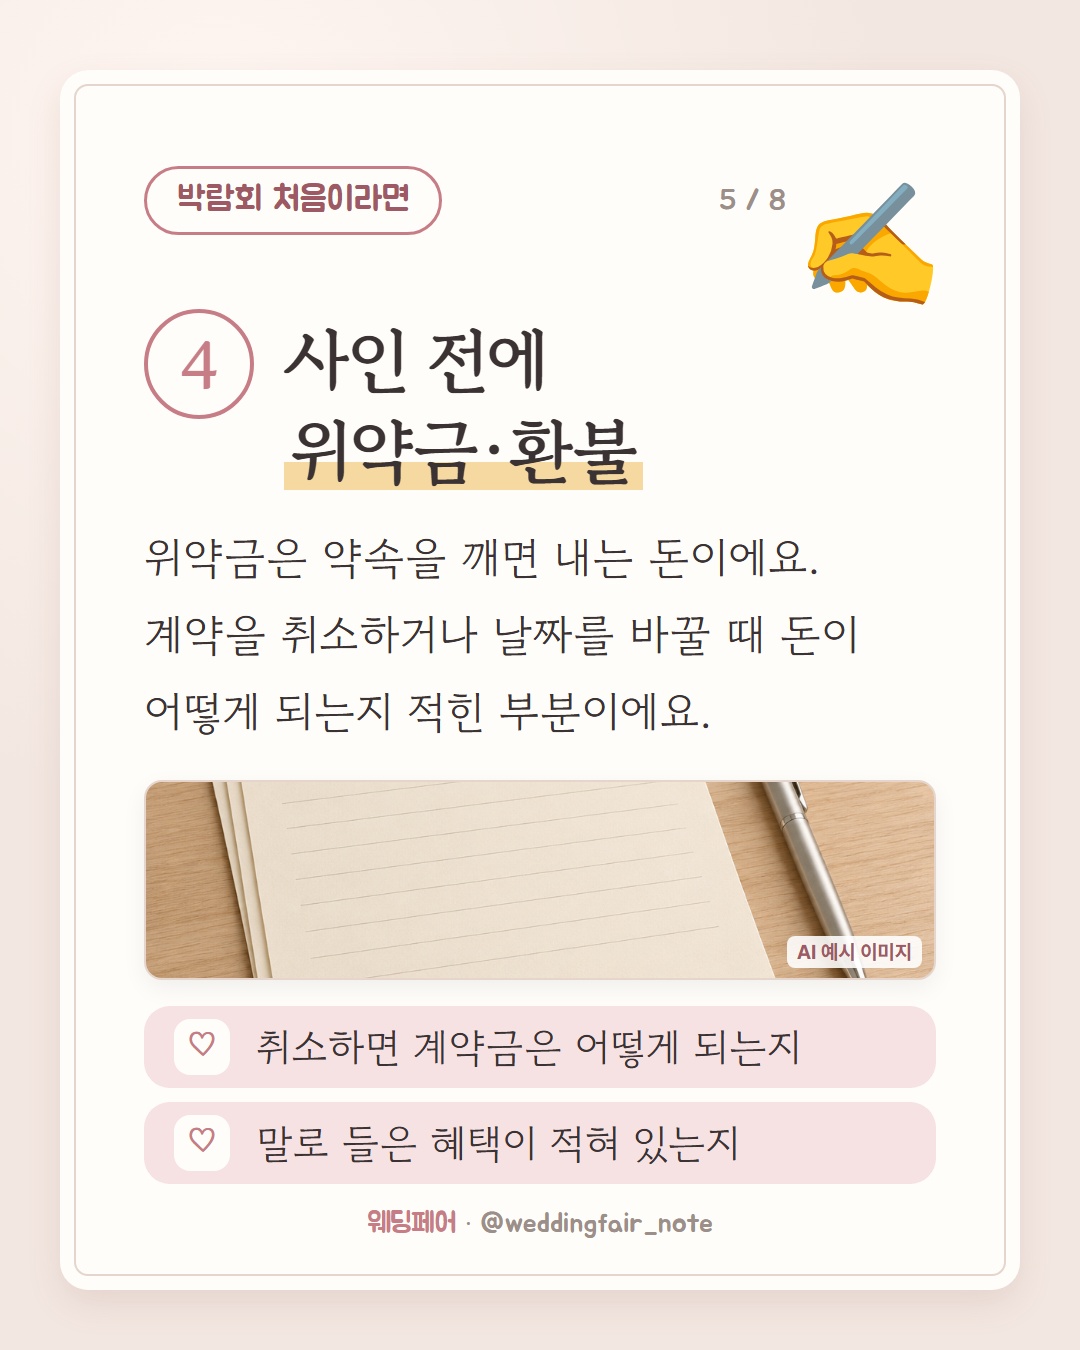 박람회 처음이라면
5 / 8
4
사인 전에
위약금·환불
위약금은 약속을 깨면 내는 돈이에요.
계약을 취소하거나 날짜를 바꿀 때 돈이
어떻게 되는지 적힌 부분이에요.
AI 예시 이미지
취소하면 계약금은 어떻게 되는지
말로 들은 혜택이 적혀 있는지
웨딩페어 · @weddingfair_note